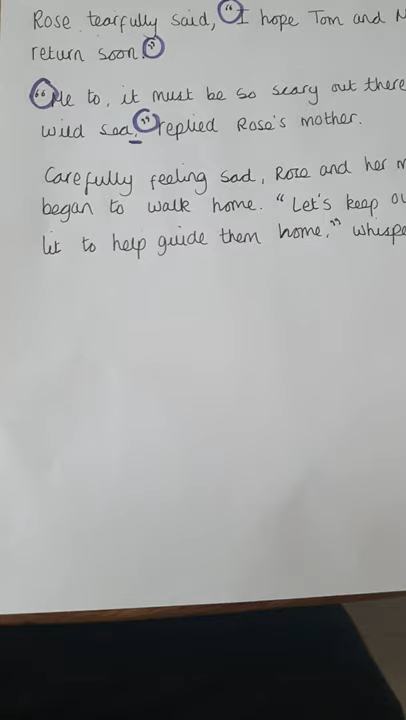 Rose tearfully said, “I hope Tom and
return soon.”
“Me to, it must be so scary out there
wild sea,” replied Rose's mother.
Carefully feeling sad, Rose and her
began to walk home. “Let's keep
lit to help guide them home.”